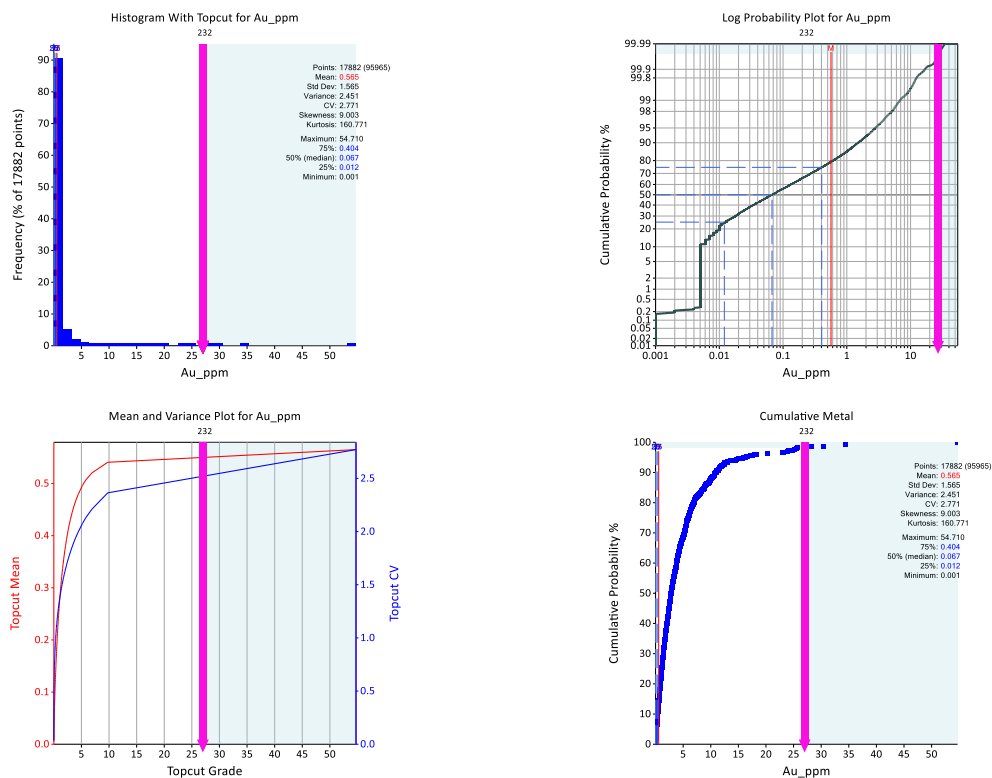 Histogram With Topcut for Au_ppm
232
Points: 17882 (95965)
Mean: 0.565
Std Dev: 1.565
Variance: 2.451
CV: 2.771
Skewness: 9.003
Kurtosis: 160.771
Maximum: 54.710
75%: 0.404
50% (median): 0.067
25%: 0.012
Minimum: 0.001
Frequency (% of 17882 points)
90
80
70
60
50
40
30
20
10
0
5 10 15 20 25 30 35 40 45 50
Au_ppm
Log Probability Plot for Au_ppm
232
M
Cumulative Probability %
99.99
99.9
99.8
99
98
95
90
80
70
60
50
40
30
20
10
5
2
1
0.5
0.2
0.1
0.05
0.02
0.01
0.001 0.01 0.1 1 10
Au_ppm
Mean and Variance Plot for Au_ppm
232
Topcut Mean
0.5
0.4
0.3
0.2
0.1
0.0
Topcut CV
2.5
2.0
1.5
1.0
0.5
0.0
5 10 15 20 25 30 35 40 45 50
Topcut Grade
Cumulative Metal
232
Points: 17882 (95965)
Mean: 0.565
Std Dev: 1.565
Variance: 2.451
CV: 2.771
Skewness: 9.003
Kurtosis: 160.771
Maximum: 54.710
75%: 0.404
50% (median): 0.067
25%: 0.012
Minimum: 0.001
Cumulative Probability %
100
90
80
70
60
50
40
30
20
10
0
5 10 15 20 25 30 35 40 45 50
Au_ppm